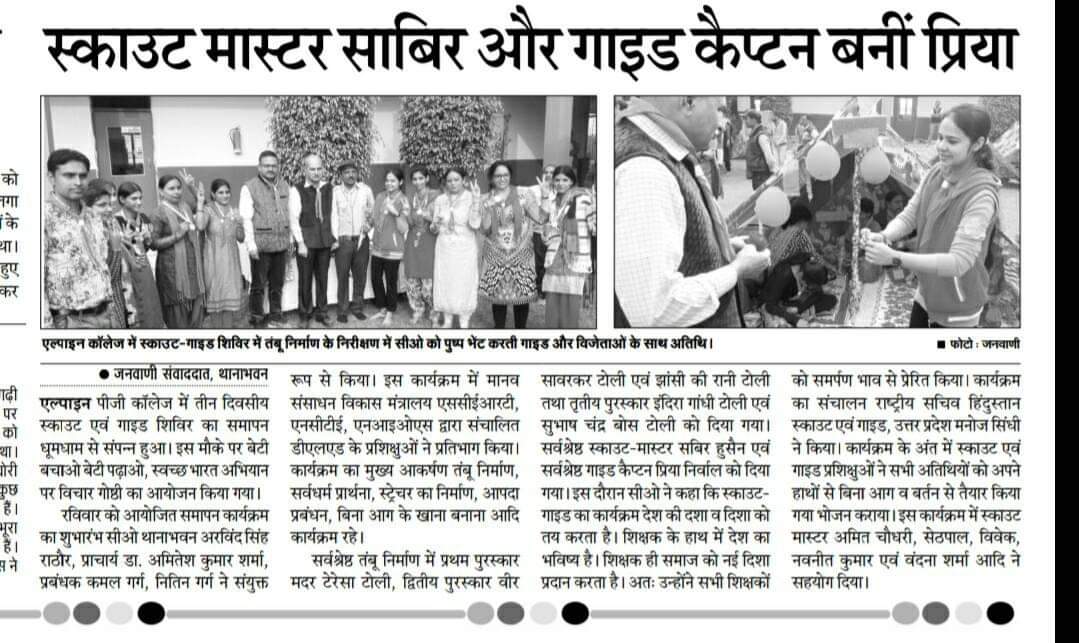 स्काउट मास्टर साबिर और गाइड कैप्टन बनीं प्रिया
एल्पाइन कॉलेज में स्काउट-गाइड शिविर में तंबू निर्माण के निरीक्षण में सीओ को पुष्प भेंट करती गाइड और विजेताओं के साथ अतिथि।
■ फोटो : जनवाणी
● जनवाणी संवाददात, थानाभवन
एल्पाइन पीजी कॉलेज में तीन दिवसीय
स्काउट एवं गाइड शिविर का समापन
धूमधाम से संपन्न हुआ। इस मौके पर बेटी
बचाओ बेटी पढ़ाओ, स्वच्छ भारत अभियान
पर विचार गोष्ठी का आयोजन किया गया।
रविवार को आयोजित समापन कार्यक्रम
का शुभारंभ सीओ थानाभवन अरविंद सिंह
राठौर, प्राचार्य डा. अमितेश कुमार शर्मा,
प्रबंधक कमल गर्ग, नितिन गर्ग ने संयुक्त
रूप से किया। इस कार्यक्रम में मानव
संसाधन विकास मंत्रालय एससीईआरटी,
एनसीटीई, एनआइओएस द्वारा संचालित
डीएलएड के प्रशिक्षुओं ने प्रतिभाग किया।
कार्यक्रम का मुख्य आकर्षण तंबू निर्माण,
सर्वधर्म प्रार्थना, स्ट्रेचर का निर्माण, आपदा
प्रबंधन, बिना आग के खाना बनाना आदि
कार्यक्रम रहे।
सर्वश्रेष्ठ तंबू निर्माण में प्रथम पुरस्कार
मदर टेरेसा टोली, द्वितीय पुरस्कार वीर
सावरकर टोली एवं झांसी की रानी टोली
तथा तृतीय पुरस्कार इंदिरा गांधी टोली एवं
सुभाष चंद्र बोस टोली को दिया गया।
सर्वश्रेष्ठ स्काउट-मास्टर सबिर हुसैन एवं
सर्वश्रेष्ठ गाइड कैप्टन प्रिया निर्वाल को दिया
गया। इस दौरान सीओ ने कहा कि स्काउट-
गाइड का कार्यक्रम देश की दशा व दिशा को
तय करता है। शिक्षक के हाथ में देश का
भविष्य है। शिक्षक ही समाज को नई दिशा
प्रदान करता है। अतः उन्होंने सभी शिक्षकों
को समर्पण भाव से प्रेरित किया। कार्यक्रम
का संचालन राष्ट्रीय सचिव हिंदुस्तान
स्काउट एवं गाइड, उत्तर प्रदेश मनोज सिंधी
ने किया। कार्यक्रम के अंत में स्काउट एवं
गाइड प्रशिक्षुओं ने सभी अतिथियों को अपने
हाथों से बिना आग व बर्तन से तैयार किया
गया भोजन कराया। इस कार्यक्रम में स्काउट
मास्टर अमित चौधरी, सेठपाल, विवेक,
नवनीत कुमार एवं वंदना शर्मा आदि ने
सहयोग दिया।